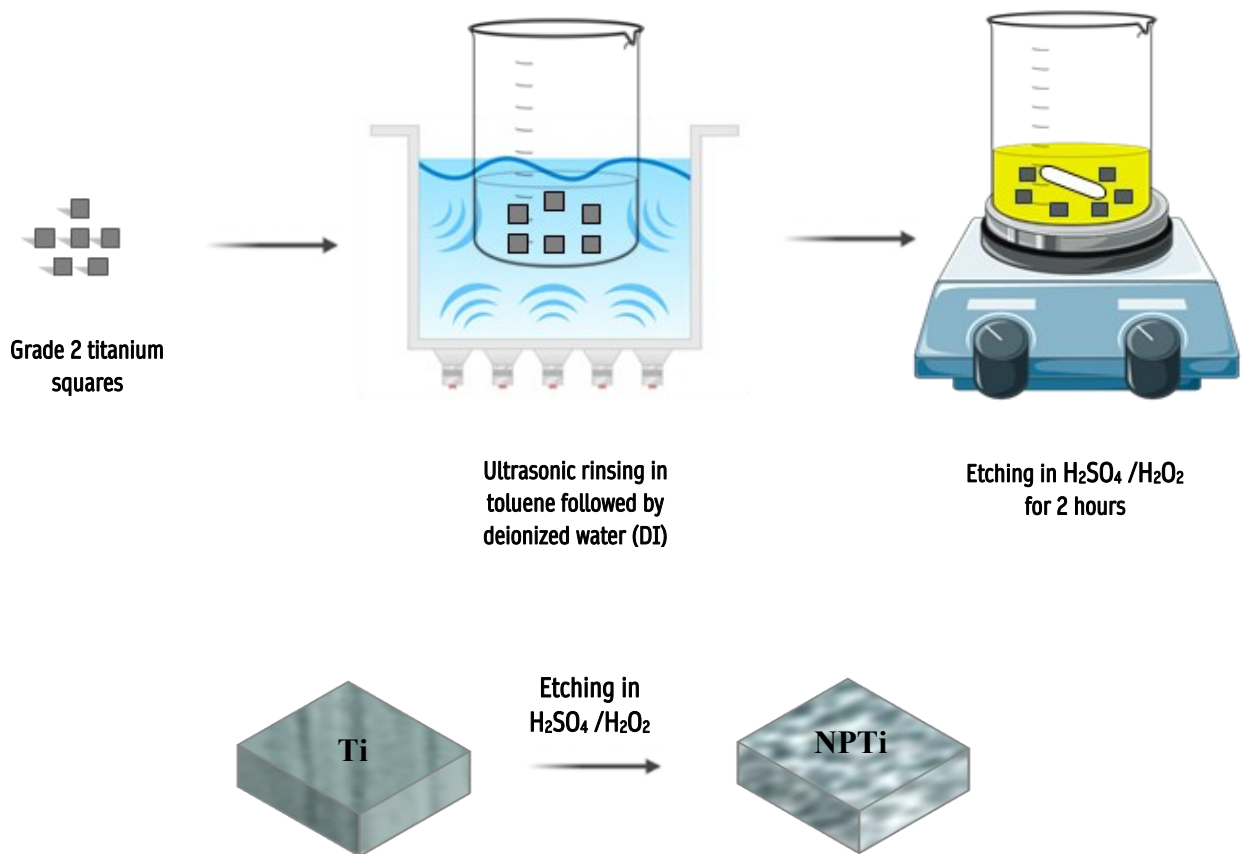 Grade 2 titanium
squares
Ultrasonic rinsing in
toluene followed by
deionized water (DI)
Etching in H₂SO₄ /H₂O₂
for 2 hours
Etching in
H₂SO₄ /H₂O₂
Ti
NPTi